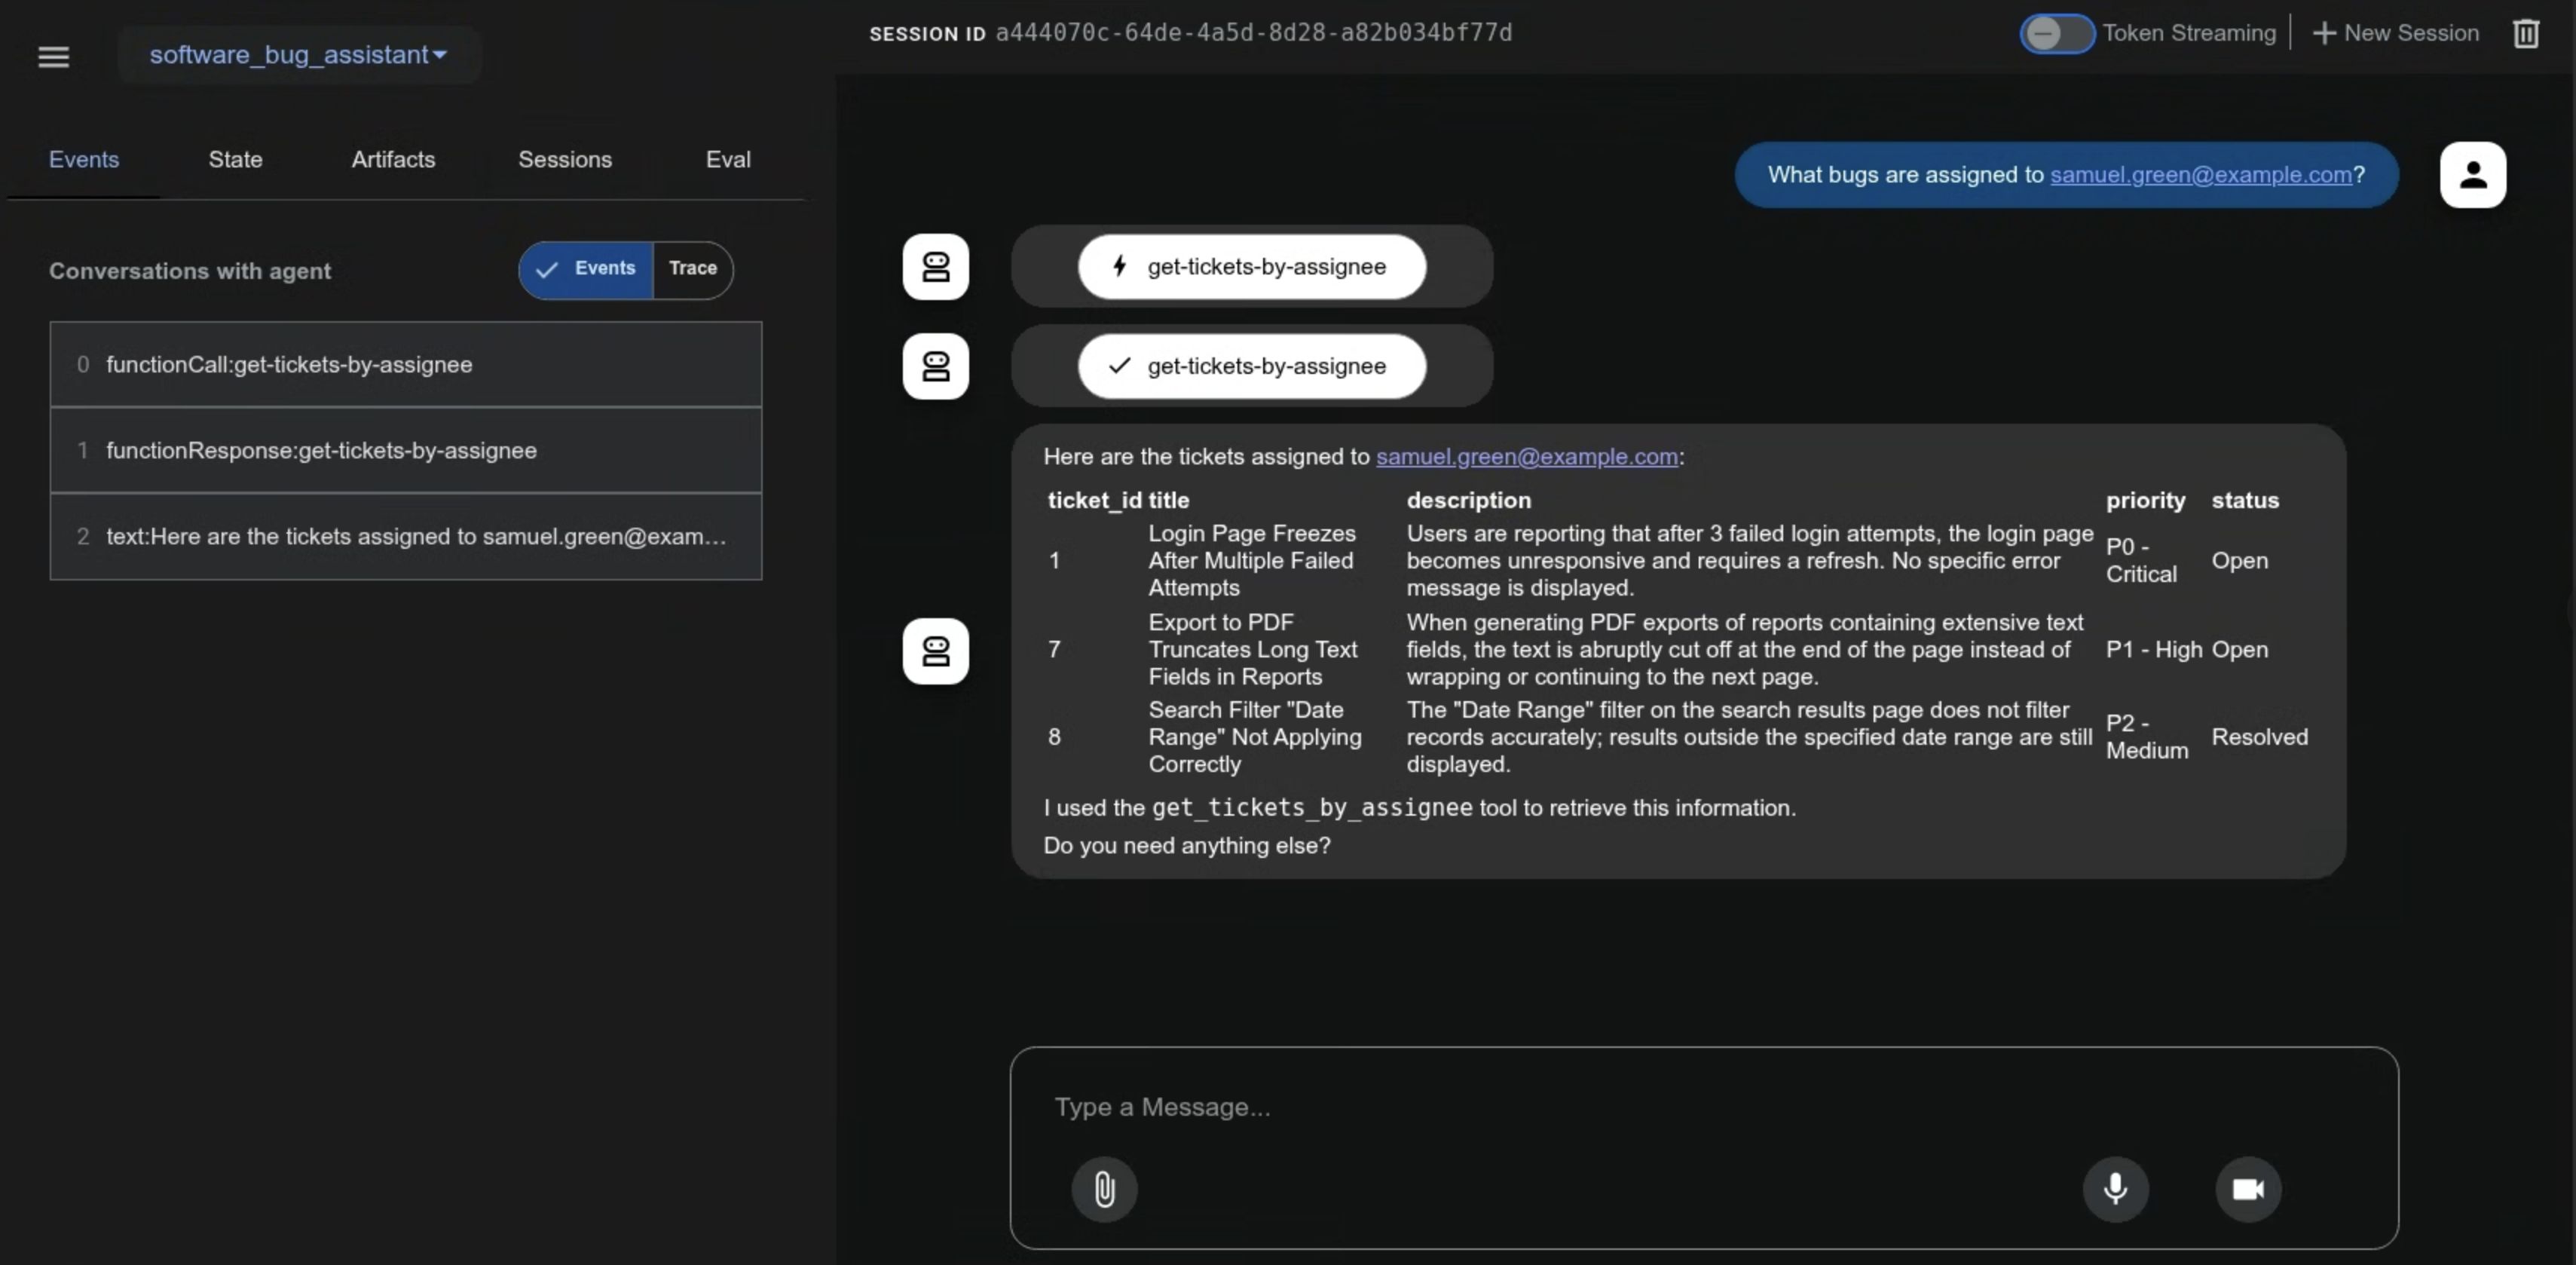 software_bug_assistant
SESSION ID a444070c-64de-4a5d-8d28-a82b034bf77d
Token Streaming
New Session
Events State Artifacts Sessions Eval
Conversations with agent
Events Trace
0 functionCall:get-tickets-by-assignee
1 functionResponse:get-tickets-by-assignee
2 text:Here are the tickets assigned to samuel.green@exam...
What bugs are assigned to samuel.green@example.com?
get-tickets-by-assignee
get-tickets-by-assignee
Here are the tickets assigned to samuel.green@example.com:
ticket_id title description priority status
1
Login Page Freezes
After Multiple Failed
Attempts
Users are reporting that after 3 failed login attempts, the login page
becomes unresponsive and requires a refresh. No specific error
message is displayed.
P0 -
Critical
Open
7
Export to PDF
Truncates Long Text
Fields in Reports
When generating PDF exports of reports containing extensive text
fields, the text is abruptly cut off at the end of the page instead of
wrapping or continuing to the next page.
P1 - High
Open
8
Search Filter "Date
Range" Not Applying
Correctly
The "Date Range" filter on the search results page does not filter
records accurately; results outside the specified date range are still
displayed.
P2 -
Medium
Resolved
I used the get_tickets_by_assignee tool to retrieve this information.
Do you need anything else?
Type a Message...